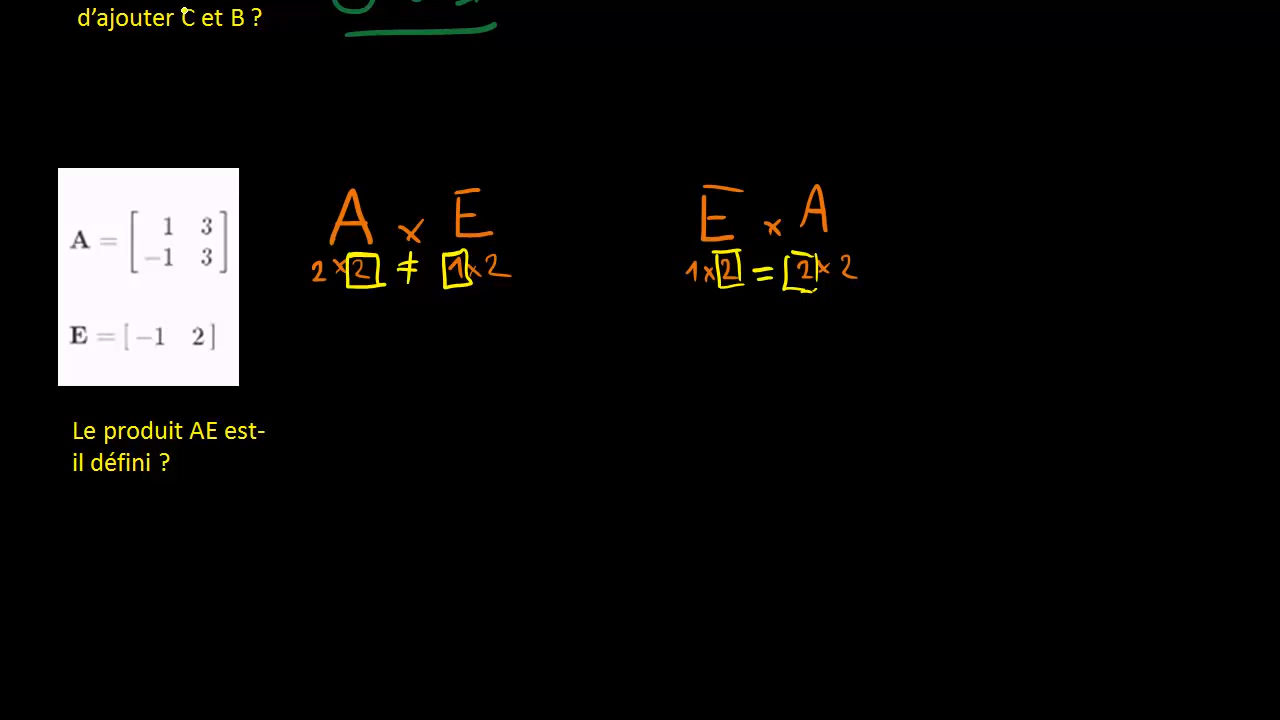 d’ajouter C et B ?
A = [ 1 3
−1 3 ]
E = [ −1 2 ]
A × E
2 × 2 ≠ 1 × 2
E × A
1 × 2 = 2 × 2
Le produit AE est-
il défini ?